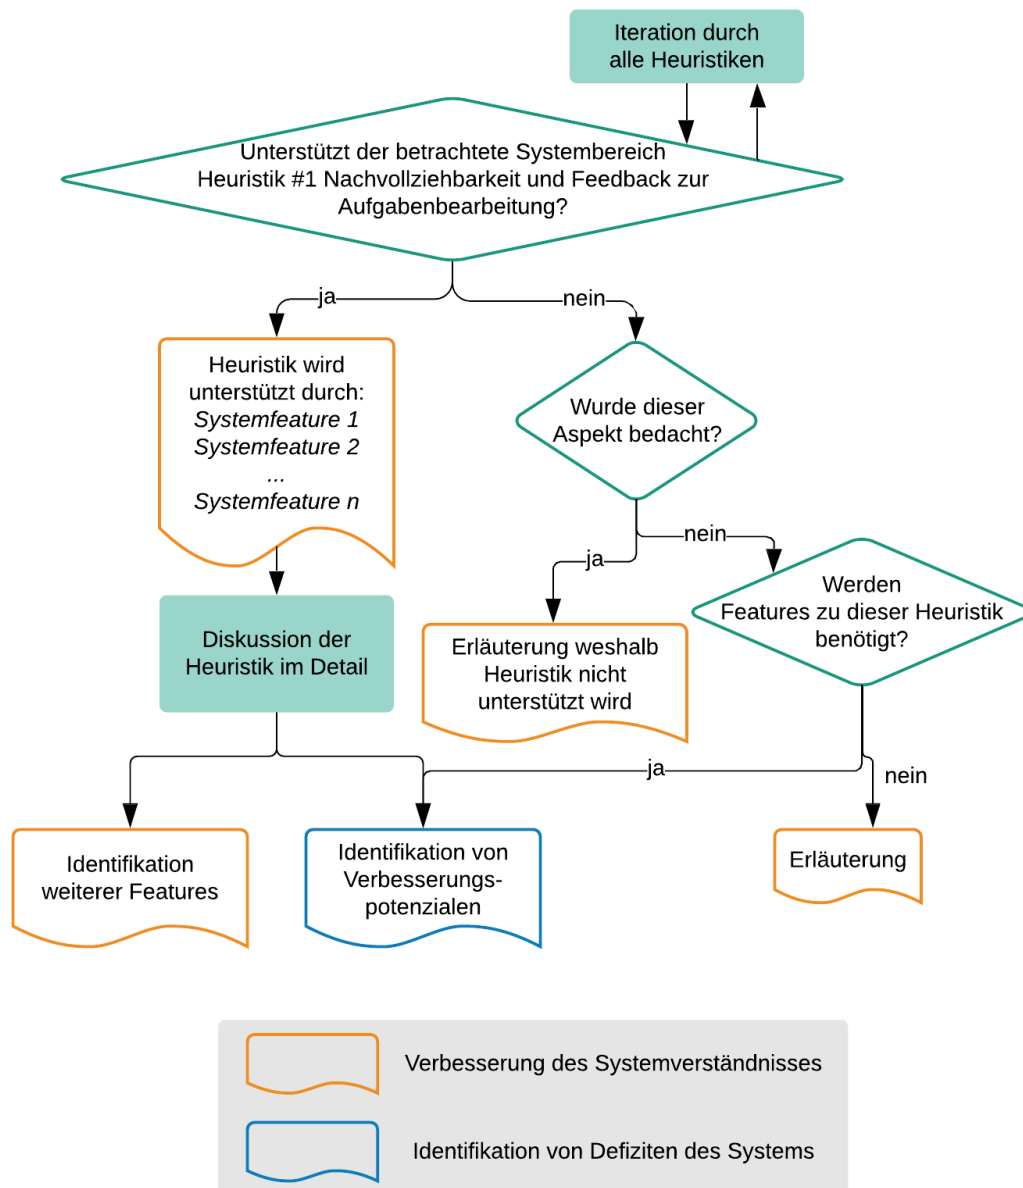 Iteration durch
alle Heuristiken
Unterstützt der betrachtete Systembereich
Heuristik #1 Nachvollziehbarkeit und Feedback zur
Aufgabenbearbeitung?
ja
nein
Heuristik wird
unterstützt durch:
Systemfeature 1
Systemfeature 2
...
Systemfeature n
Wurde dieser
Aspekt bedacht?
nein
ja
Werden
Features zu dieser Heuristik
benötigt?
Diskussion der
Heuristik im Detail
Erläuterung weshalb
Heuristik nicht
unterstützt wird
ja
nein
Identifikation
weiterer Features
Identifikation von
Verbesserungs-
potenzialen
Erläuterung
Verbesserung des Systemverständnisses
Identifikation von Defiziten des Systems